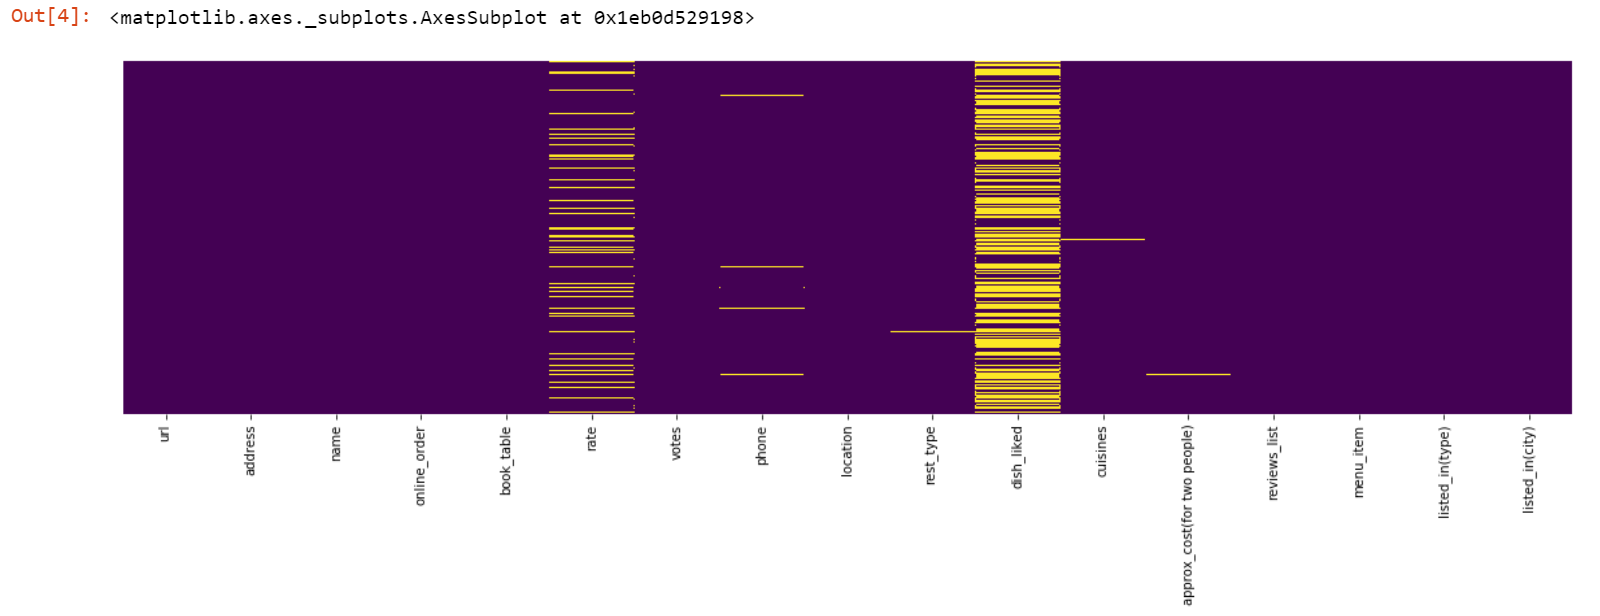 Out[4]: <matplotlib.axes._subplots.AxesSubplot at 0x1eb0d529198>
url
address
name
online_order
book_table
rate
votes
phone
location
rest_type
dish_liked
cuisines
approx_cost(for two people)
reviews_list
menu_item
listed_in(type)
listed_in(city)